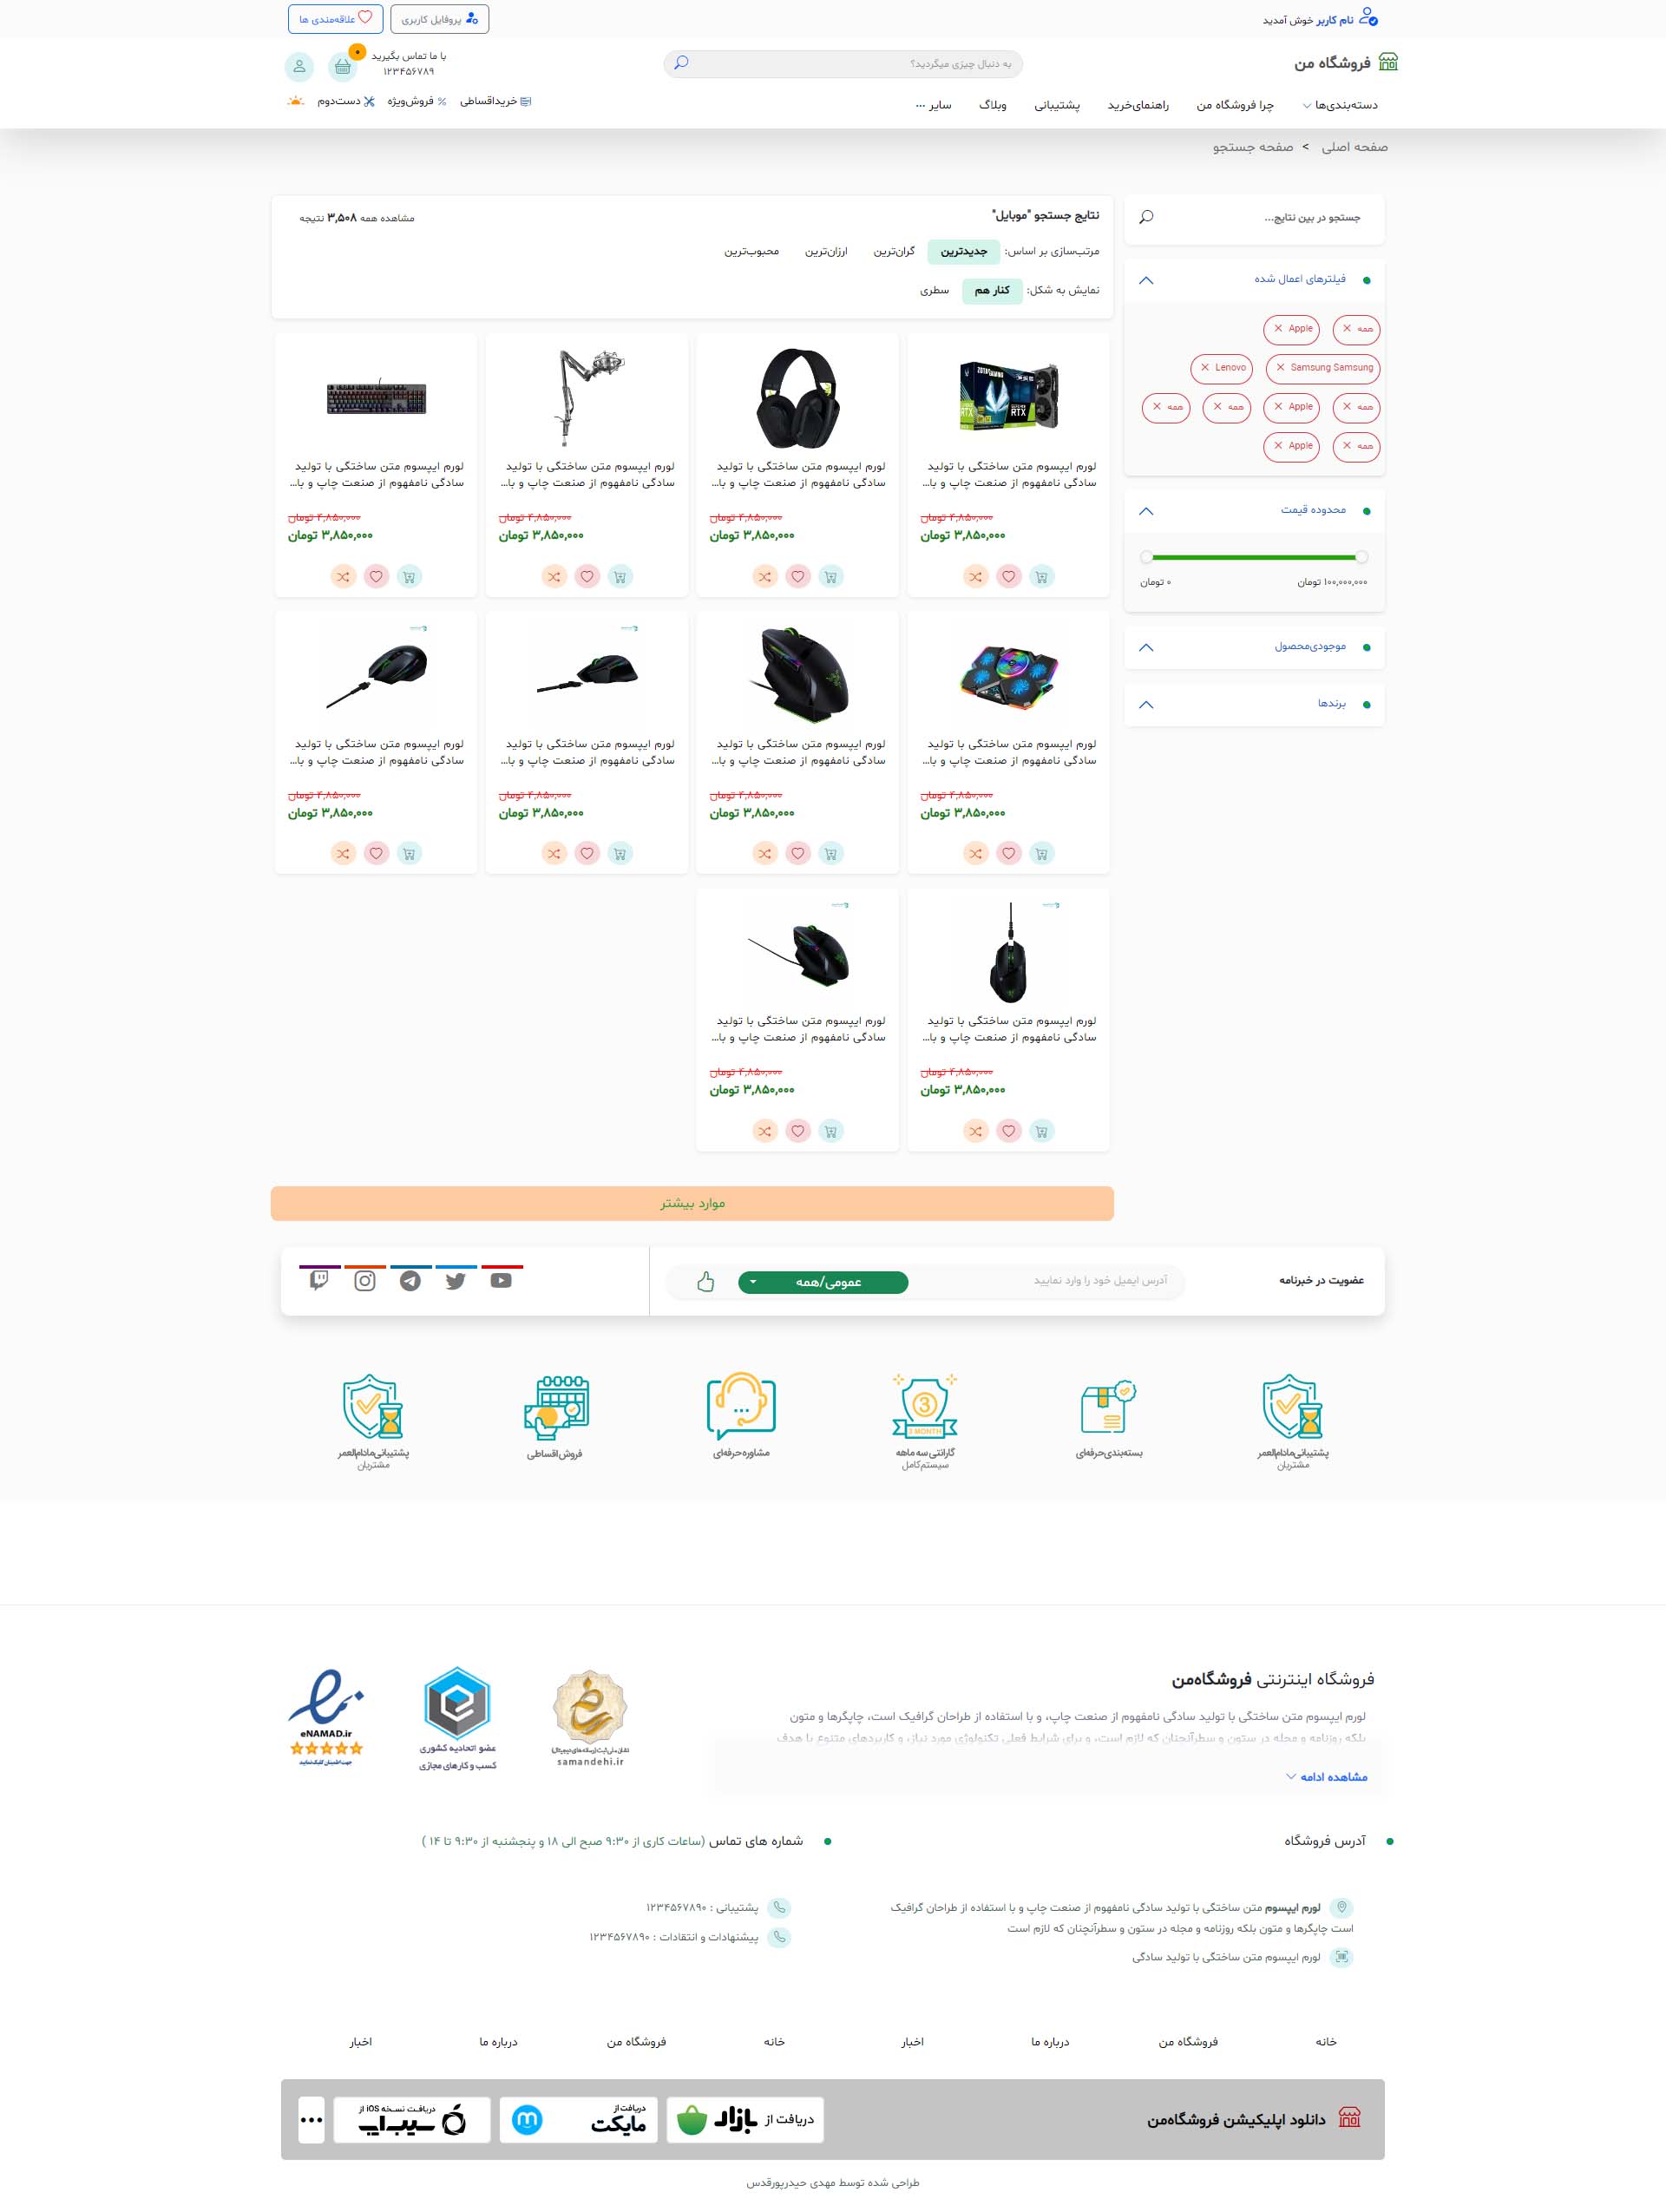 نام کاربر خوش آمدید
پروفایل کاربری
علاقه‌مندی ها
فروشگاه من
به دنبال چیزی میگردید؟
با ما تماس بگیرید
۱۲۳۴۵۶۷۸۹
۰
دسته‌بندی‌ها
چرا فروشگاه من
راهنمای‌خرید
پشتیبانی
وبلاگ
سایر ...
خریداقساطی
فروش‌ویژه
دست‌دوم
صفحه اصلی > صفحه جستجو
جستجو در بین نتایج...
فیلترهای اعمال شده
همه ×
Apple ×
Samsung Samsung ×
Lenovo ×
همه ×
Apple ×
همه ×
همه ×
همه ×
Apple ×
محدوده قیمت
۱۰۰,۰۰۰,۰۰۰ تومان
۰ تومان
موجودی‌محصول
برندها
نتایج جستجو "موبایل"
مشاهده همه ۳,۵۰۸ نتیجه
مرتب‌سازی بر اساس: جدیدترین گران‌ترین ارزان‌ترین محبوب‌ترین
نمایش به شکل: کنار هم سطری
لورم ایپسوم متن ساختگی با تولید
سادگی نامفهوم از صنعت چاپ و با...
۴,۸۵۰,۰۰۰ تومان
۳,۸۵۰,۰۰۰ تومان
لورم ایپسوم متن ساختگی با تولید
سادگی نامفهوم از صنعت چاپ و با...
۴,۸۵۰,۰۰۰ تومان
۳,۸۵۰,۰۰۰ تومان
لورم ایپسوم متن ساختگی با تولید
سادگی نامفهوم از صنعت چاپ و با...
۴,۸۵۰,۰۰۰ تومان
۳,۸۵۰,۰۰۰ تومان
لورم ایپسوم متن ساختگی با تولید
سادگی نامفهوم از صنعت چاپ و با...
۴,۸۵۰,۰۰۰ تومان
۳,۸۵۰,۰۰۰ تومان
لورم ایپسوم متن ساختگی با تولید
سادگی نامفهوم از صنعت چاپ و با...
۴,۸۵۰,۰۰۰ تومان
۳,۸۵۰,۰۰۰ تومان
لورم ایپسوم متن ساختگی با تولید
سادگی نامفهوم از صنعت چاپ و با...
۴,۸۵۰,۰۰۰ تومان
۳,۸۵۰,۰۰۰ تومان
لورم ایپسوم متن ساختگی با تولید
سادگی نامفهوم از صنعت چاپ و با...
۴,۸۵۰,۰۰۰ تومان
۳,۸۵۰,۰۰۰ تومان
لورم ایپسوم متن ساختگی با تولید
سادگی نامفهوم از صنعت چاپ و با...
۴,۸۵۰,۰۰۰ تومان
۳,۸۵۰,۰۰۰ تومان
لورم ایپسوم متن ساختگی با تولید
سادگی نامفهوم از صنعت چاپ و با...
۴,۸۵۰,۰۰۰ تومان
۳,۸۵۰,۰۰۰ تومان
لورم ایپسوم متن ساختگی با تولید
سادگی نامفهوم از صنعت چاپ و با...
۴,۸۵۰,۰۰۰ تومان
۳,۸۵۰,۰۰۰ تومان
موارد بیشتر
عضویت در خبرنامه
آدرس ایمیل خود را وارد نمایید
عمومی/همه
پشتیبانی‌مادام‌العمر
مشتریان
بسته‌بندی‌حرفه‌ای
3 MONTH
گارانتی سه ماهه
سیستم‌کامل
مشاوره‌حرفه‌ای
فروش‌اقساطی
پشتیبانی‌مادام‌العمر
مشتریان
فروشگاه اینترنتی فروشگاه‌من
لورم ایپسوم متن ساختگی با تولید سادگی نامفهوم از صنعت چاپ، و با استفاده از طراحان گرافیک است، چاپگرها و متون
بلکه روزنامه و مجله در ستون و سطرآنچنان که لازم است، و برای شرایط فعلی تکنولوژی مورد نیاز، و کاربردهای متنوع با هدف
مشاهده ادامه
samandehi.ir
عضو اتحادیه کشوری
کسب و کارهای مجازی
eNAMAD.ir
آدرس فروشگاه
لورم ایپسوم متن ساختگی با تولید سادگی نامفهوم از صنعت چاپ و با استفاده از طراحان گرافیک
است چاپگرها و متون بلکه روزنامه و مجله در ستون و سطرآنچنان که لازم است
لورم ایپسوم متن ساختگی با تولید سادگی
شماره های تماس (ساعات کاری از ۹:۳۰ صبح الی ۱۸ و پنجشنبه از ۹:۳۰ تا ۱۴ )
پشتیبانی : ۱۲۳۴۵۶۷۸۹۰
پیشنهادات و انتقادات : ۱۲۳۴۵۶۷۸۹۰
خانه
فروشگاه من
درباره ما
اخبار
خانه
فروشگاه من
درباره ما
اخبار
دانلود اپلیکیشن فروشگاه‌من
دریافت از بازار
دریافت از
مایکت
دریافت نسخه iOS از
سیب‌اپ
طراحی شده توسط مهدی حیدرپورقدس